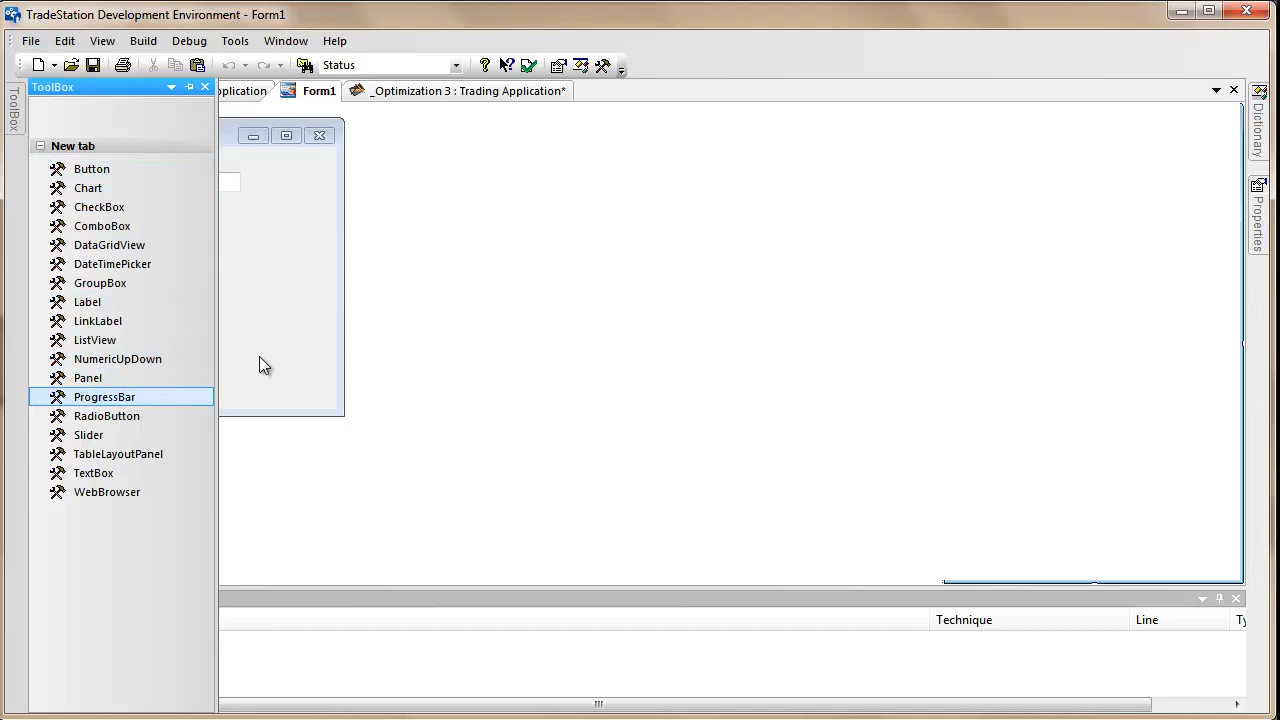 TradeStation Development Environment - Form1
File Edit View Build Debug Tools Window Help
Status
ToolBox
pplication Form1 _Optimization 3 : Trading Application*
ToolBox
New tab
Button
Chart
CheckBox
ComboBox
DataGridView
DateTimePicker
GroupBox
Label
LinkLabel
ListView
NumericUpDown
Panel
ProgressBar
RadioButton
Slider
TableLayoutPanel
TextBox
WebBrowser
Dictionary
Properties
Technique Line Ty